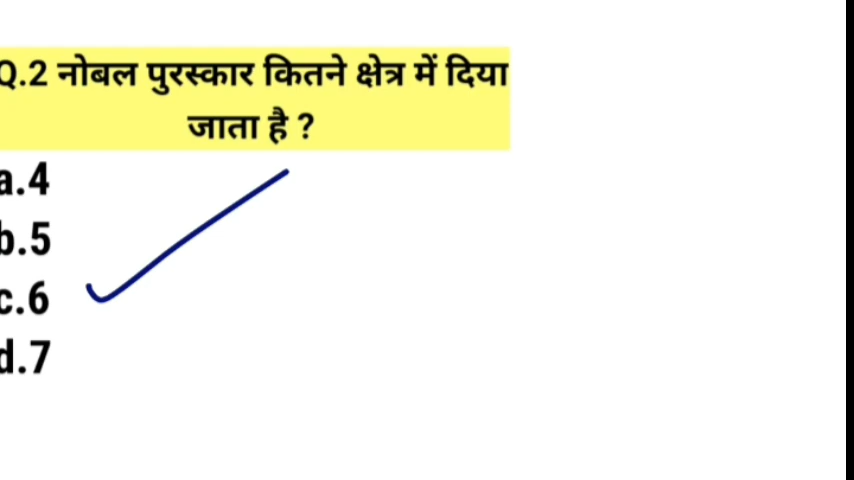 Q.2 नोबल पुरस्कार कितने क्षेत्र में दिया
जाता है ?
a.4
b.5
c.6
d.7